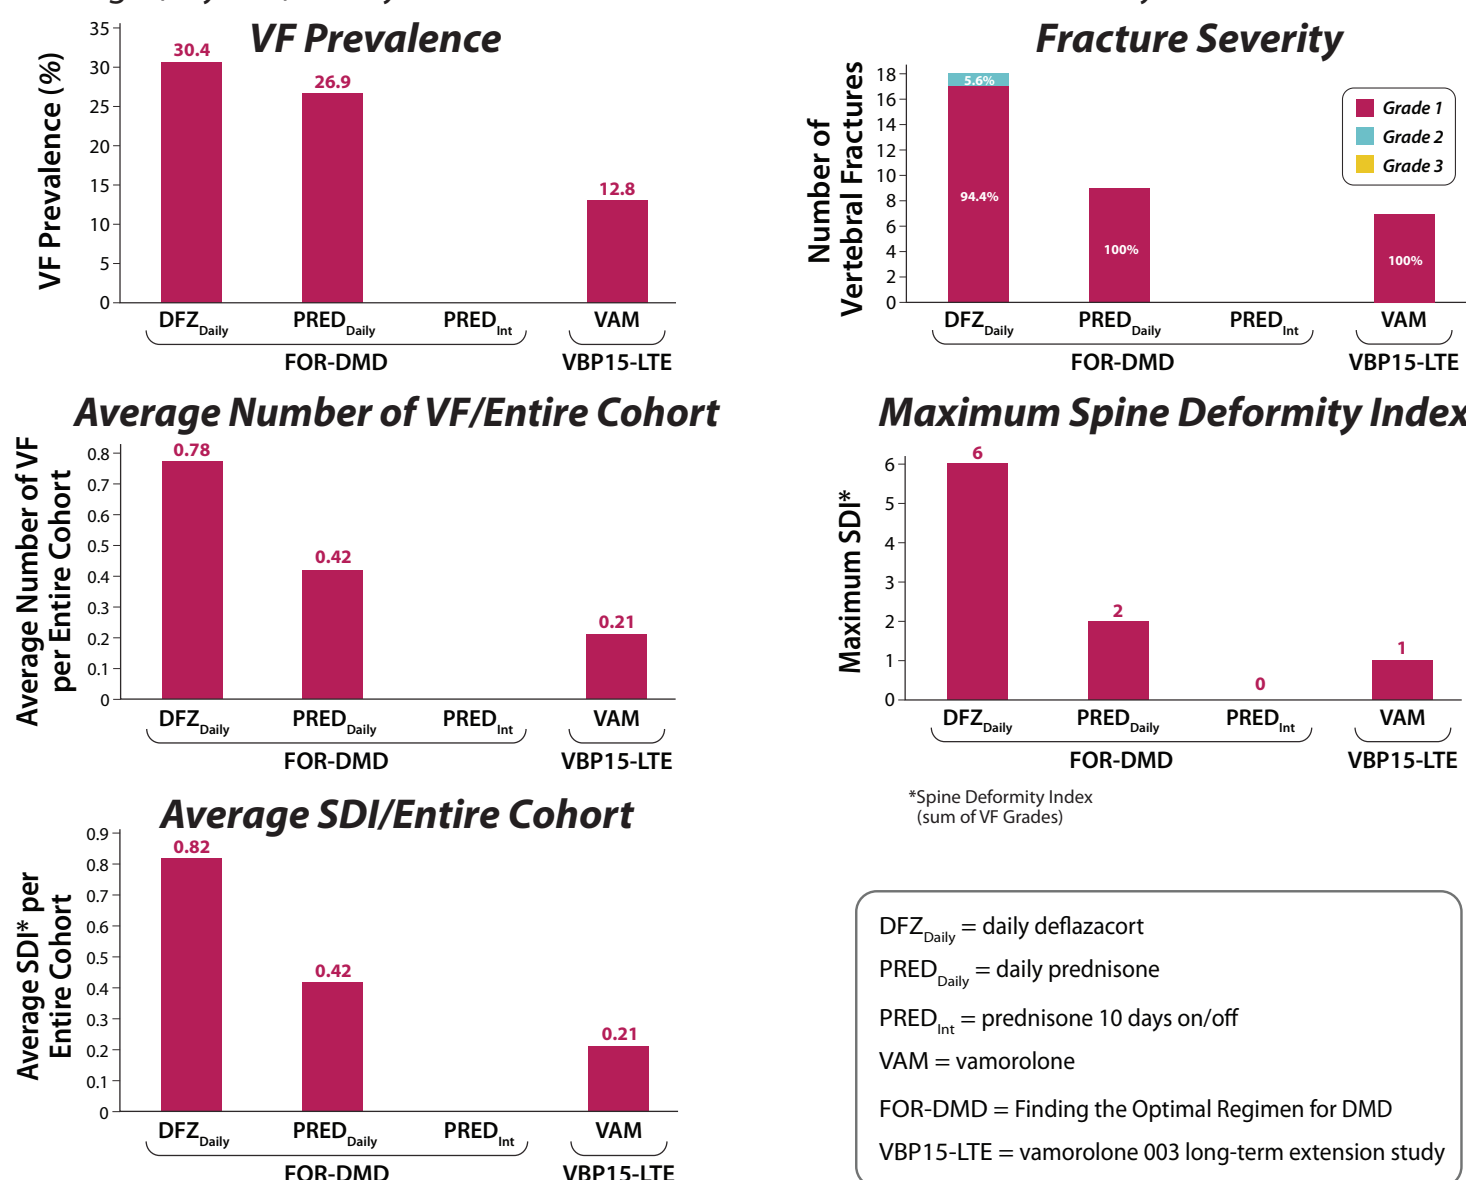 VF Prevalence
VF Prevalence (%)
35
30
25
20
15
10
5
0
30.4
26.9
12.8
DFZDaily
PREDDaily
PREDInt
VAM
FOR-DMD
VBP15-LTE
Fracture Severity
Number of
Vertebral Fractures
18
16
14
12
10
8
6
4
2
0
5.6%
94.4%
100%
100%
Grade 1
Grade 2
Grade 3
DFZDaily
PREDDaily
PREDInt
VAM
FOR-DMD
VBP15-LTE
Average Number of VF/Entire Cohort
Average Number of VF
per Entire Cohort
0.8
0.7
0.6
0.5
0.4
0.3
0.2
0.1
0
0.78
0.42
0.21
DFZDaily
PREDDaily
PREDInt
VAM
FOR-DMD
VBP15-LTE
Maximum Spine Deformity Index
Maximum SDI*
6
5
4
3
2
1
0
6
2
0
1
DFZDaily
PREDDaily
PREDInt
VAM
FOR-DMD
VBP15-LTE
*Spine Deformity Index
(sum of VF Grades)
Average SDI/Entire Cohort
Average SDI* per
Entire Cohort
0.9
0.8
0.7
0.6
0.5
0.4
0.3
0.2
0.1
0
0.82
0.42
0.21
DFZDaily
PREDDaily
PREDInt
VAM
FOR-DMD
VBP15-LTE
DFZDaily = daily deflazacort
PREDDaily = daily prednisone
PREDInt = prednisone 10 days on/off
VAM = vamorolone
FOR-DMD = Finding the Optimal Regimen for DMD
VBP15-LTE = vamorolone 003 long-term extension study